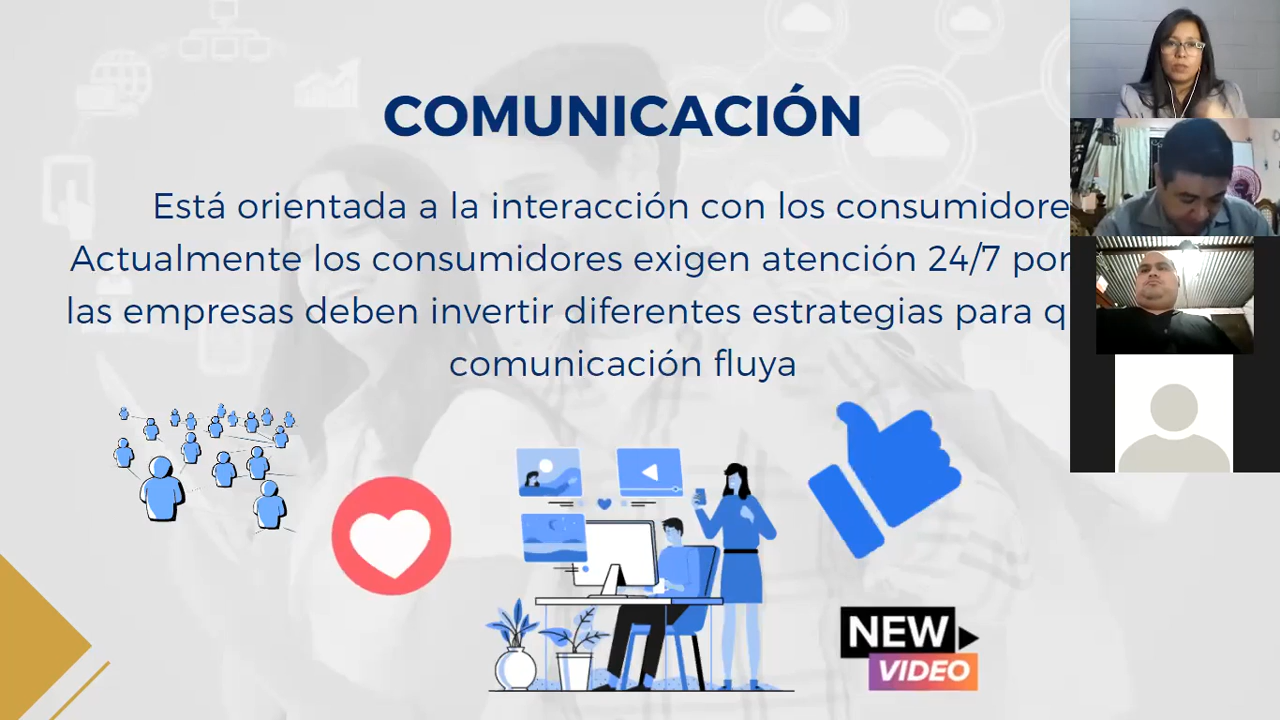 COMUNICACIÓN
Está orientada a la interacción con los consumidore
Actualmente los consumidores exigen atención 24/7 por
las empresas deben invertir diferentes estrategias para q
comunicación fluya
NEW
VIDEO